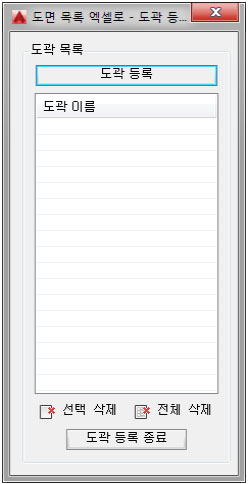 도면 목록 엑셀로 - 도곽 등...
도곽 목록
도곽 등록
도곽 이름
선택 삭제 전체 삭제
도곽 등록 종료